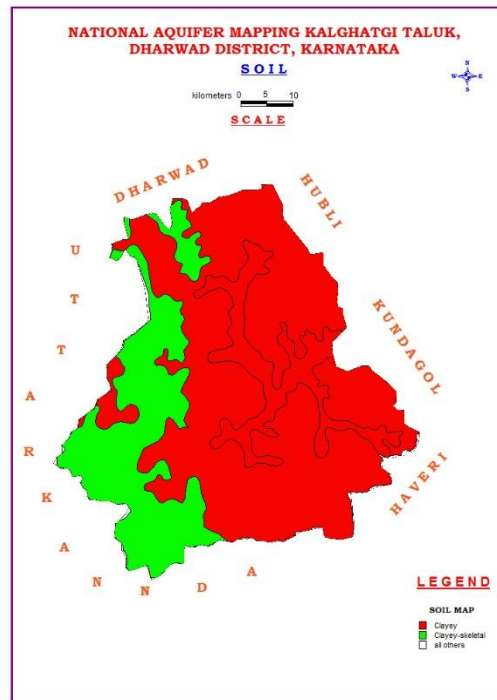 NATIONAL AQUIFER MAPPING KALGHATGI TALUK,
DHARWAD DISTRICT, KARNATAKA
SOIL
N
W E
S
kilometers 0 5 10
SCALE
DHARWAD
HUBLI
UTTARKANNDA
KUNDAGOL
HAVERI
LEGEND
SOIL MAP
Clayey
Clayey-skeletal
all others